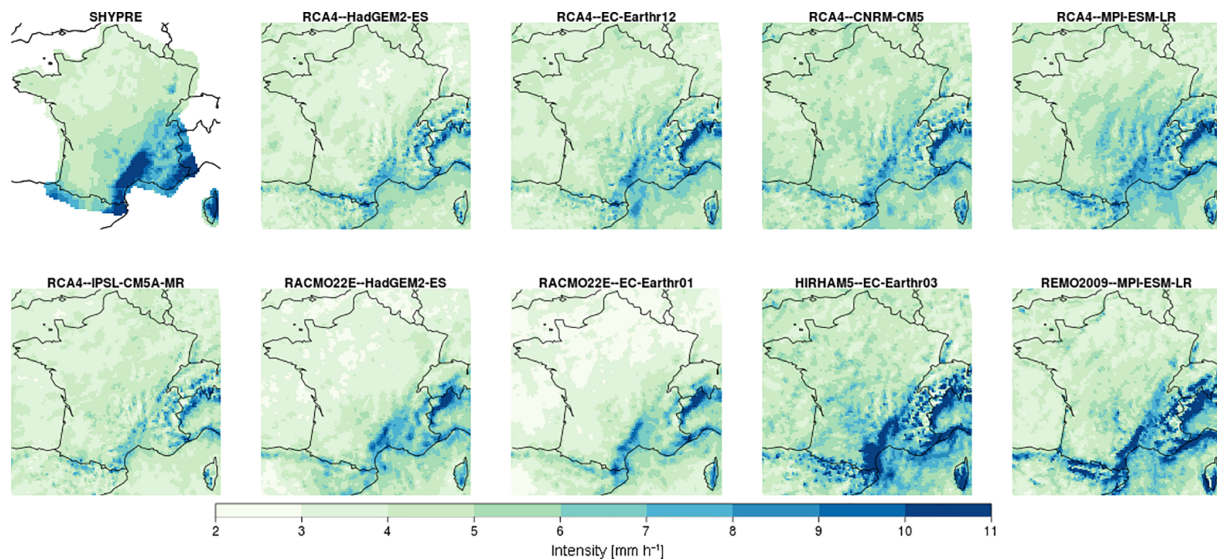 SHYPRE
RCA4--HadGEM2-ES
RCA4--EC-Earthr12
RCA4--CNRM-CM5
RCA4--MPI-ESM-LR
RCA4--IPSL-CM5A-MR
RACMO22E--HadGEM2-ES
RACMO22E--EC-Earthr01
HIRHAM5--EC-Earthr03
REMO2009--MPI-ESM-LR
2 3 4 5 6 7 8 9 10 11
Intensity [mm h⁻¹]